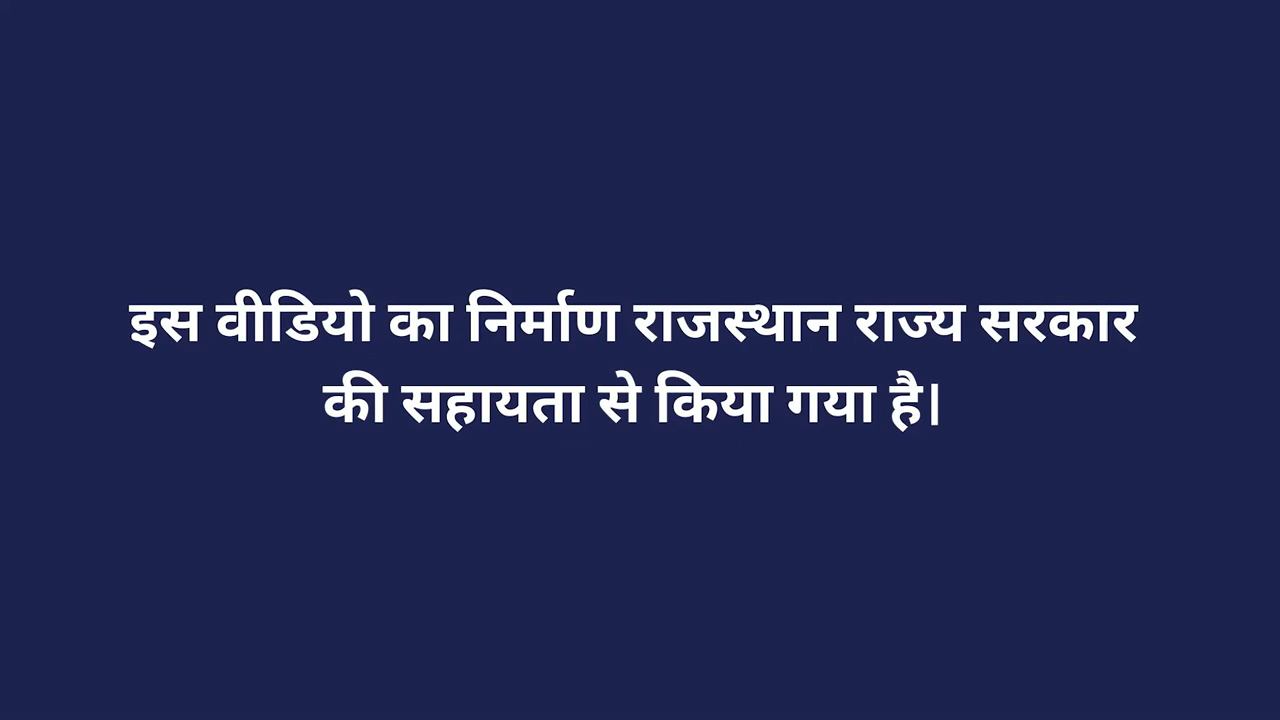 इस वीडियो का निर्माण राजस्थान राज्य सरकार
की सहायता से किया गया है।